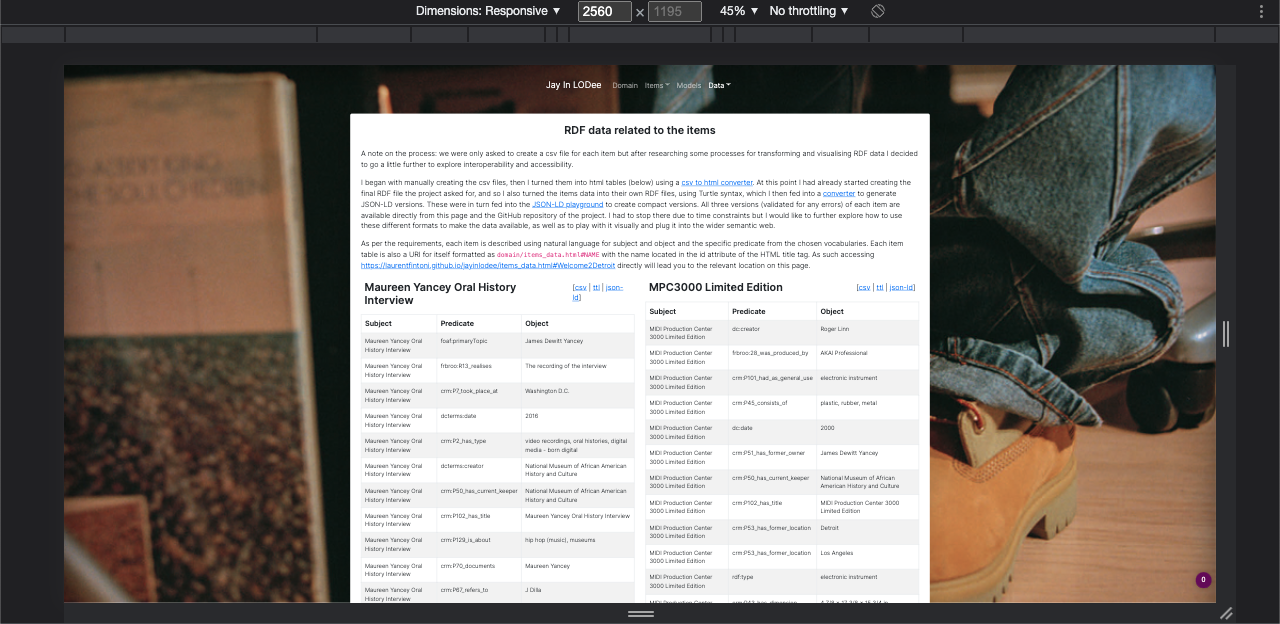 Dimensions: Responsive ▼ 2560 × 1195 45% ▼ No throttling ▼
Jay In LODee Domain Items Models Data
RDF data related to the items
A note on the process: we were only asked to create a csv file for each item but after researching some processes for transforming and visualising RDF data I decided
to go a little further to explore interoperability and accessibility.
I began with manually creating the csv files, then I turned them into html tables (below) using a csv to html converter. At this point I had already started creating the
final RDF file the project asked for, and so I also turned the items data into their own RDF files, using Turtle syntax, which I then fed into a converter to generate
JSON-LD versions. These were in turn fed into the JSON-LD playground to create compact versions. All three versions (validated for any errors) of each item are
available directly from this page and the GitHub repository of the project. I had to stop there due to time constraints but I would like to further explore how to use
these different formats to make the data available, as well as to play with it visually and plug it into the wider semantic web.
As per the requirements, each item is described using natural language for subject and object and the specific predicate from the chosen vocabularies. Each item
table is also a URI for itself formatted as domain/items_data.html#NAME with the name located in the id attribute of the HTML title tag. As such accessing
https://laurentfintoni.github.io/jayinlodee/items_data.html#Welcome2Detroit directly will lead you to the relevant location on this page.
Maureen Yancey Oral History
Interview
[csv | ttl | json-
ld]
Subject Predicate Object
Maureen Yancey Oral foaf:primaryTopic James Dewitt Yancey
History Interview
Maureen Yancey Oral frbroo:R13_realises The recording of the interview
History Interview
Maureen Yancey Oral crm:P7_took_place_at Washington D.C.
History Interview
Maureen Yancey Oral dcterms:date 2016
History Interview
Maureen Yancey Oral crm:P2_has_type video recordings, oral histories, digital
History Interview media - born digital
Maureen Yancey Oral dcterms:creator National Museum of African American
History Interview History and Culture
Maureen Yancey Oral crm:P50_has_current_keeper National Museum of African American
History Interview History and Culture
Maureen Yancey Oral crm:P102_has_title Maureen Yancey Oral History Interview
History Interview
Maureen Yancey Oral crm:P129_is_about hip hop (music), museums
History Interview
Maureen Yancey Oral crm:P70_documents Maureen Yancey
History Interview
Maureen Yancey Oral crm:P67_refers_to J Dilla
History Interview
MPC3000 Limited Edition [csv | ttl | json-ld]
Subject Predicate Object
MIDI Production Center dc:creator Roger Linn
3000 Limited Edition
MIDI Production Center frbroo:28_was_produced_by AKAI Professional
3000 Limited Edition
MIDI Production Center crm:P101_had_as_general_use electronic instrument
3000 Limited Edition
MIDI Production Center crm:P45_consists_of plastic, rubber, metal
3000 Limited Edition
MIDI Production Center dc:date 2000
3000 Limited Edition
MIDI Production Center crm:P51_has_former_owner James Dewitt Yancey
3000 Limited Edition
MIDI Production Center crm:P50_has_current_keeper National Museum of African
3000 Limited Edition American History and Culture
MIDI Production Center crm:P102_has_title MIDI Production Center 3000
3000 Limited Edition Limited Edition
MIDI Production Center crm:P53_has_former_location Detroit
3000 Limited Edition
MIDI Production Center crm:P53_has_former_location Los Angeles
3000 Limited Edition
MIDI Production Center rdf:type electronic instrument
3000 Limited Edition
0